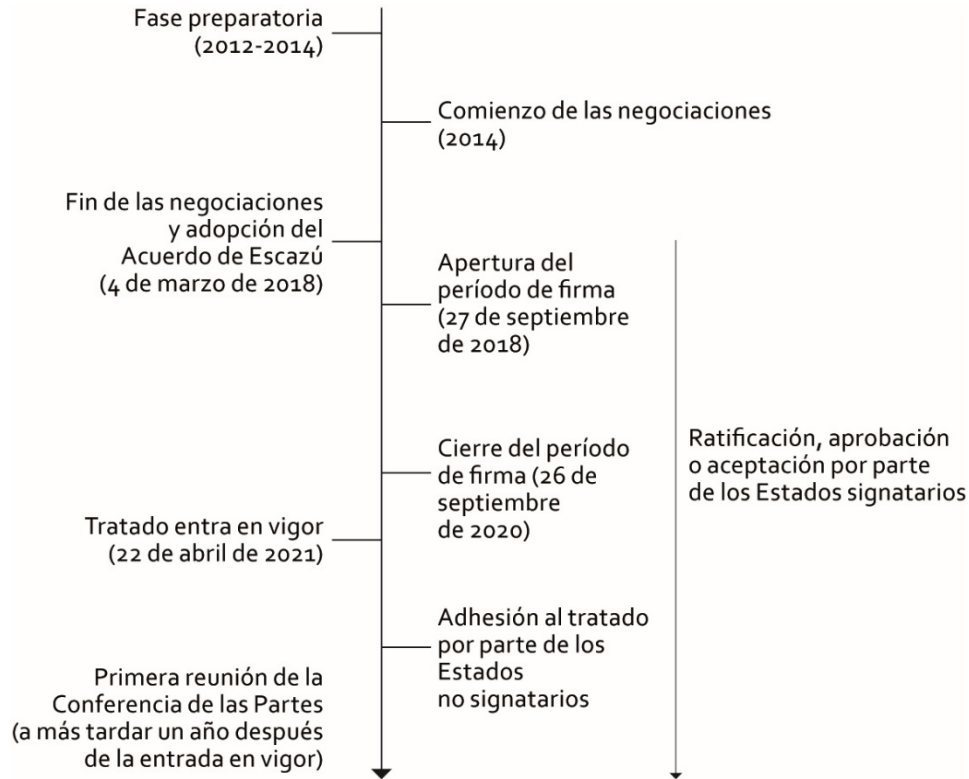 Fase preparatoria
(2012-2014)
Comienzo de las negociaciones
(2014)
Fin de las negociaciones
y adopción del
Acuerdo de Escazú
(4 de marzo de 2018)
Apertura del
período de firma
(27 de septiembre
de 2018)
Cierre del período
de firma (26 de
septiembre
de 2020)
Ratificación, aprobación
o aceptación por parte
de los Estados signatarios
Tratado entra en vigor
(22 de abril de 2021)
Adhesión al tratado
por parte de los
Estados
no signatarios
Primera reunión de la
Conferencia de las Partes
(a más tardar un año después
de la entrada en vigor)